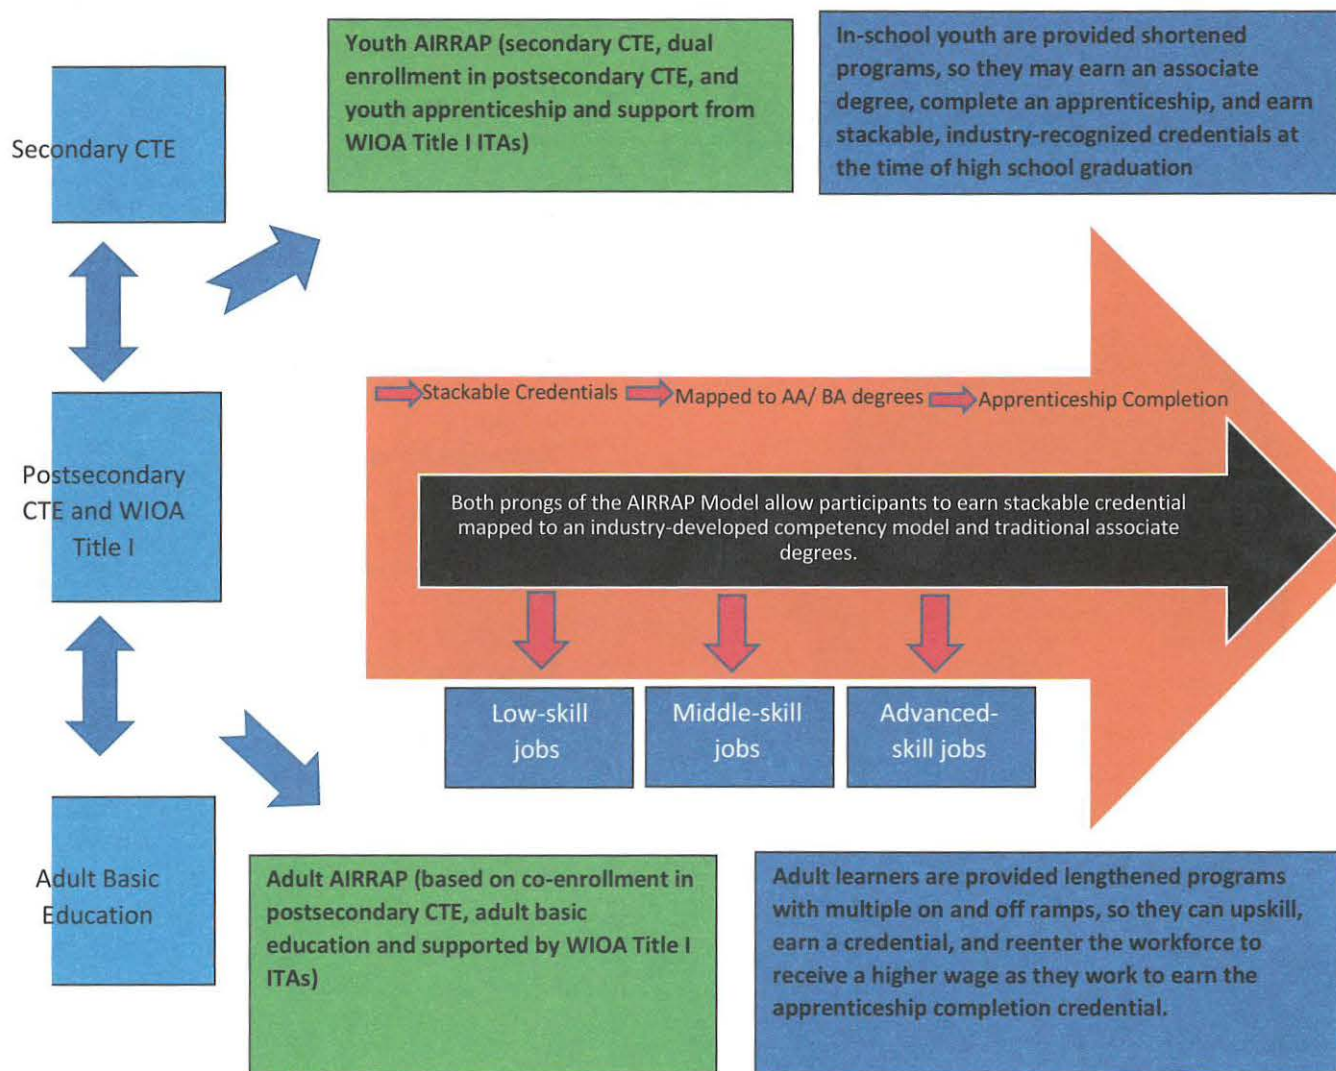 Youth AIRRAP (secondary CTE, dual
enrollment in postsecondary CTE, and
youth apprenticeship and support from
WIOA Title I ITAs)
In-school youth are provided shortened
programs, so they may earn an associate
degree, complete an apprenticeship, and earn
stackable, industry-recognized credentials at
the time of high school graduation
Secondary CTE
Stackable Credentials
Mapped to AA/ BA degrees
Apprenticeship Completion
Postsecondary
CTE and WIOA
Title I
Both prongs of the AIRRAP Model allow participants to earn stackable credential
mapped to an industry-developed competency model and traditional associate
degrees.
Low-skill
jobs
Middle-skill
jobs
Advanced-
skill jobs
Adult Basic
Education
Adult AIRRAP (based on co-enrollment in
postsecondary CTE, adult basic
education and supported by WIOA Title I
ITAs)
Adult learners are provided lengthened programs
with multiple on and off ramps, so they can upskill,
earn a credential, and reenter the workforce to
receive a higher wage as they work to earn the
apprenticeship completion credential.